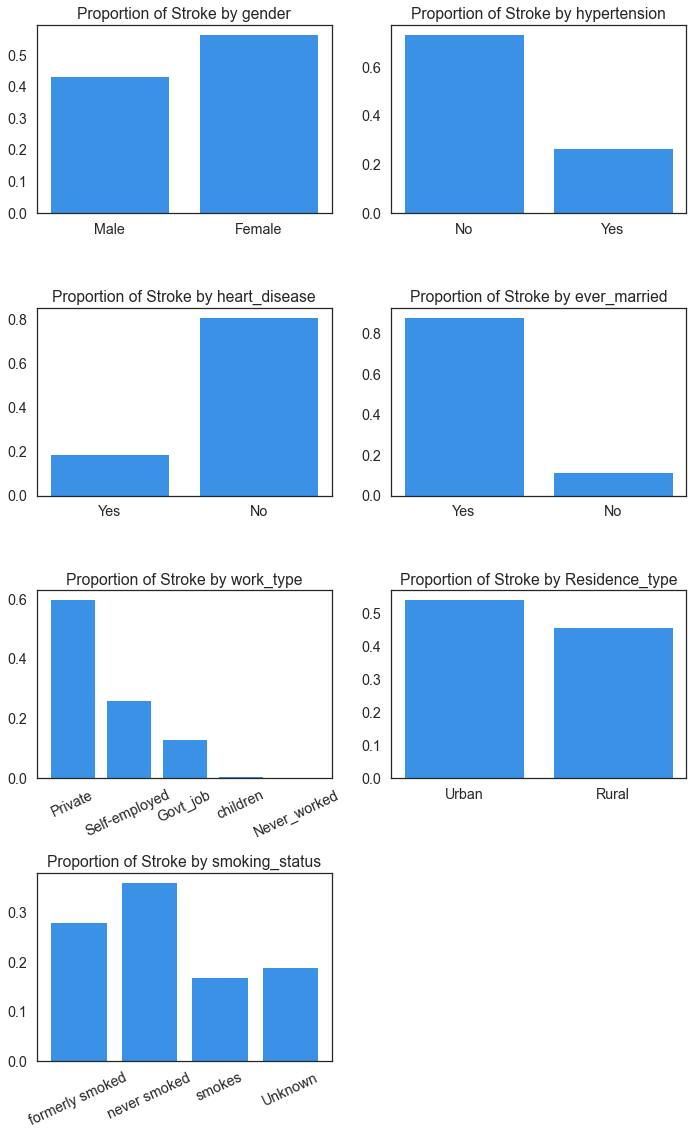 Proportion of Stroke by gender
0.5
0.4
0.3
0.2
0.1
0.0
Male Female
Proportion of Stroke by hypertension
0.6
0.4
0.2
0.0
No Yes
Proportion of Stroke by heart_disease
0.8
0.6
0.4
0.2
0.0
Yes No
Proportion of Stroke by ever_married
0.8
0.6
0.4
0.2
0.0
Yes No
Proportion of Stroke by work_type
0.6
0.4
0.2
0.0
Private Self-employed Govt_job children Never_worked
Proportion of Stroke by Residence_type
0.5
0.4
0.3
0.2
0.1
0.0
Urban Rural
Proportion of Stroke by smoking_status
0.3
0.2
0.1
0.0
formerly smoked never smoked smokes Unknown